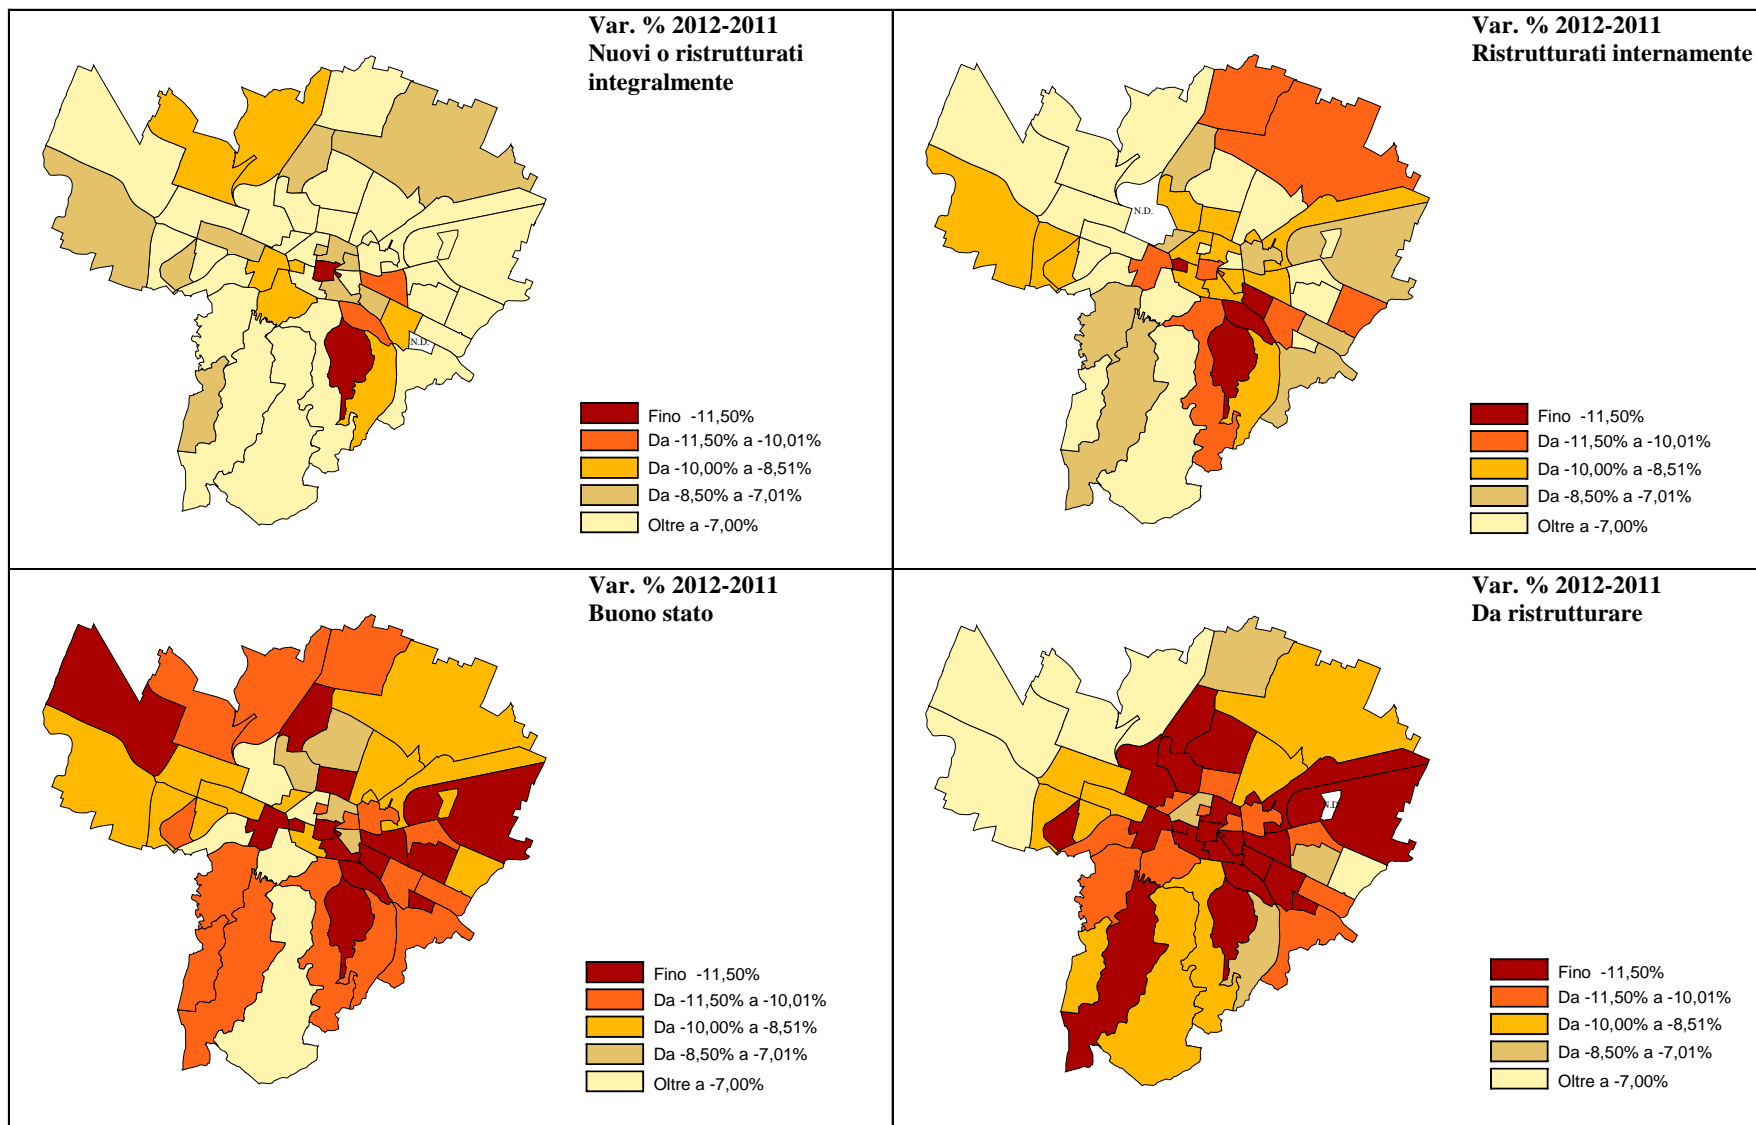 Var. % 2012-2011
Nuovi o ristrutturati
integralmente
Fino -11,50%
Da -11,50% a -10,01%
Da -10,00% a -8,51%
Da -8,50% a -7,01%
Oltre a -7,00%
N.D.
Var. % 2012-2011
Ristrutturati internamente
N.D.
Fino -11,50%
Da -11,50% a -10,01%
Da -10,00% a -8,51%
Da -8,50% a -7,01%
Oltre a -7,00%
Var. % 2012-2011
Buono stato
Fino -11,50%
Da -11,50% a -10,01%
Da -10,00% a -8,51%
Da -8,50% a -7,01%
Oltre a -7,00%
Var. % 2012-2011
Da ristrutturare
N.D.
Fino -11,50%
Da -11,50% a -10,01%
Da -10,00% a -8,51%
Da -8,50% a -7,01%
Oltre a -7,00%